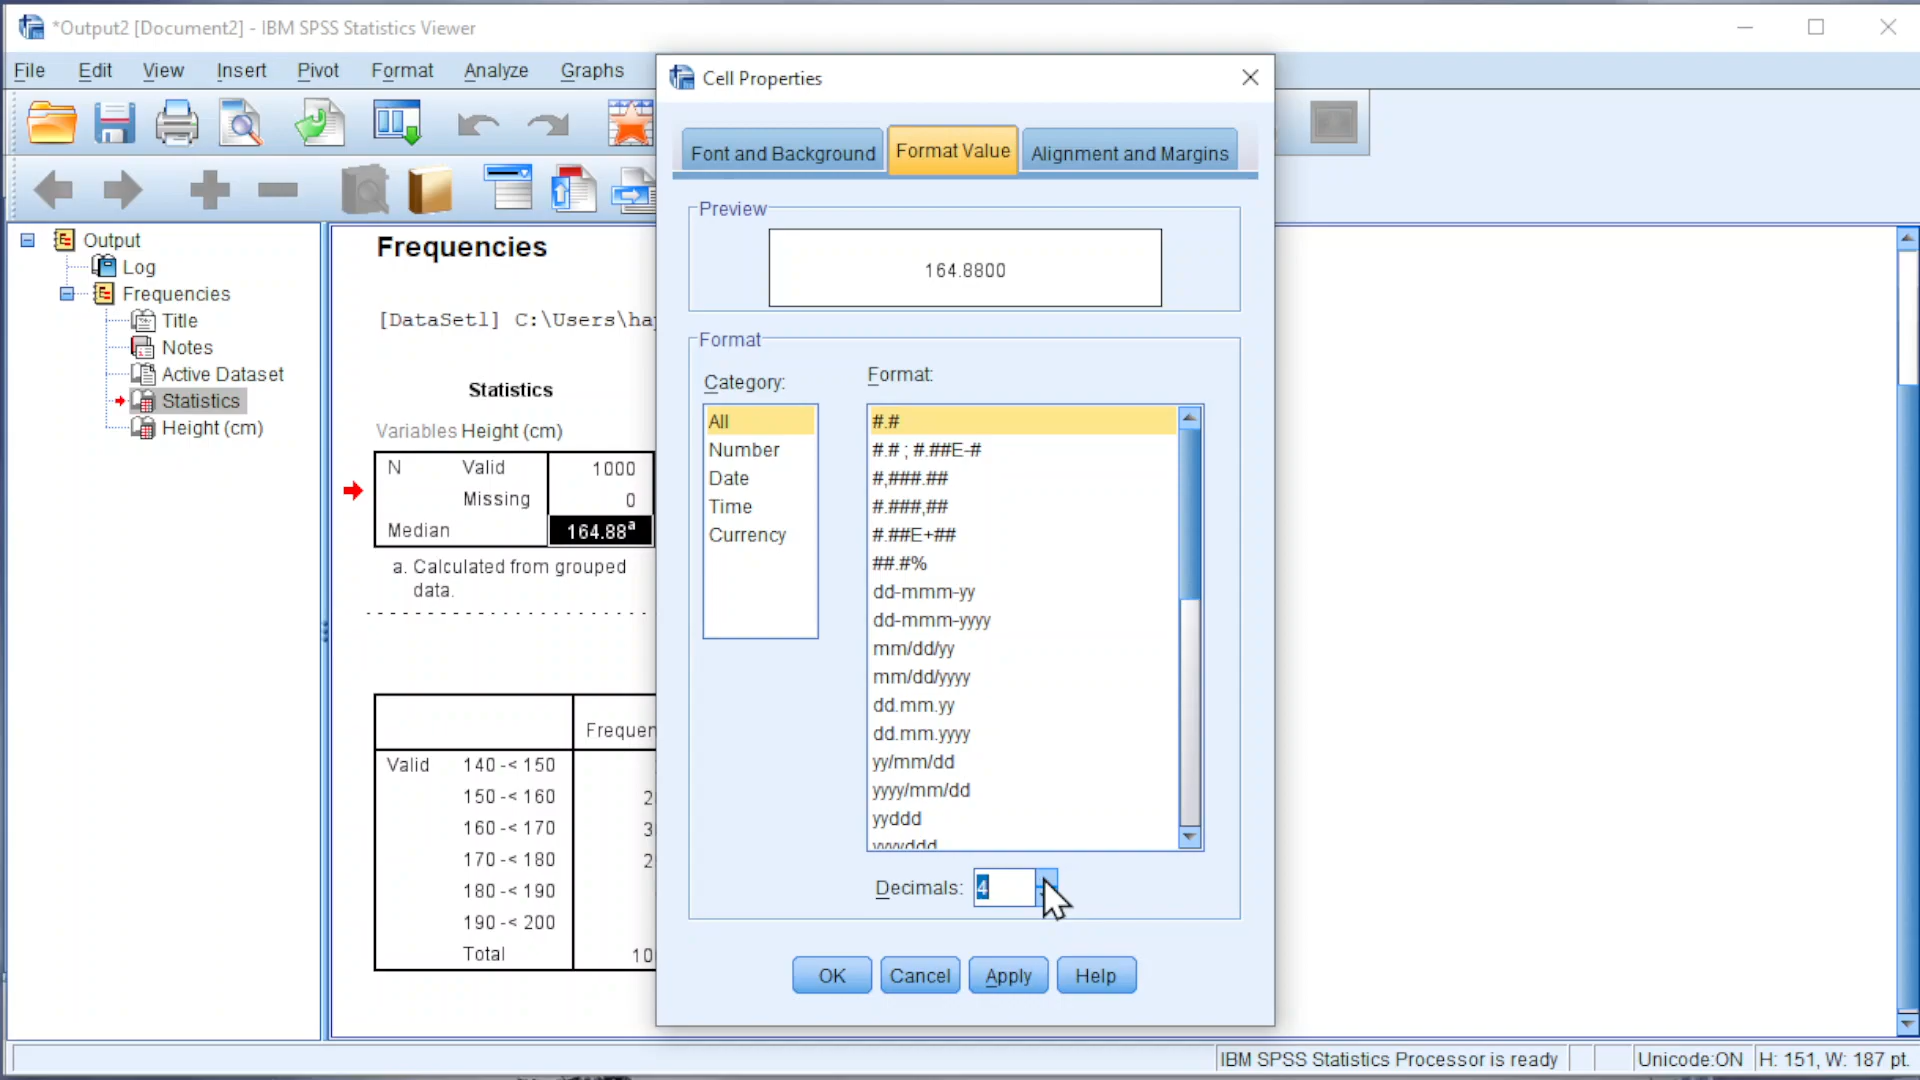 *Output2 [Document2] - IBM SPSS Statistics Viewer
File Edit View Insert Pivot Format Analyze Graphs
Output
Log
Frequencies
Title
Notes
Active Dataset
Statistics
Height (cm)
Frequencies
[DataSet1] C:\Users\ha
Statistics
Variables Height (cm)
N Valid 1000
Missing 0
Median 164.88a
a. Calculated from grouped
data.
Frequen
Valid 140 -< 150
150 -< 160 2
160 -< 170 3
170 -< 180 2
180 -< 190
190 -< 200
Total 10
Cell Properties
Font and Background Format Value Alignment and Margins
Preview
164.8800
Format
Category:
All
Number
Date
Time
Currency
Format:
#.#
#.# ; #.##E-#
#,###.##
#.###,##
#.##E+##
##.#%
dd-mmm-yy
dd-mmm-yyyy
mm/dd/yy
mm/dd/yyyy
dd.mm.yy
dd.mm.yyyy
yy/mm/dd
yyyy/mm/dd
yyddd
yyyyddd
Decimals: 4
OK Cancel Apply Help
IBM SPSS Statistics Processor is ready Unicode:ON H: 151, W: 187 pt.